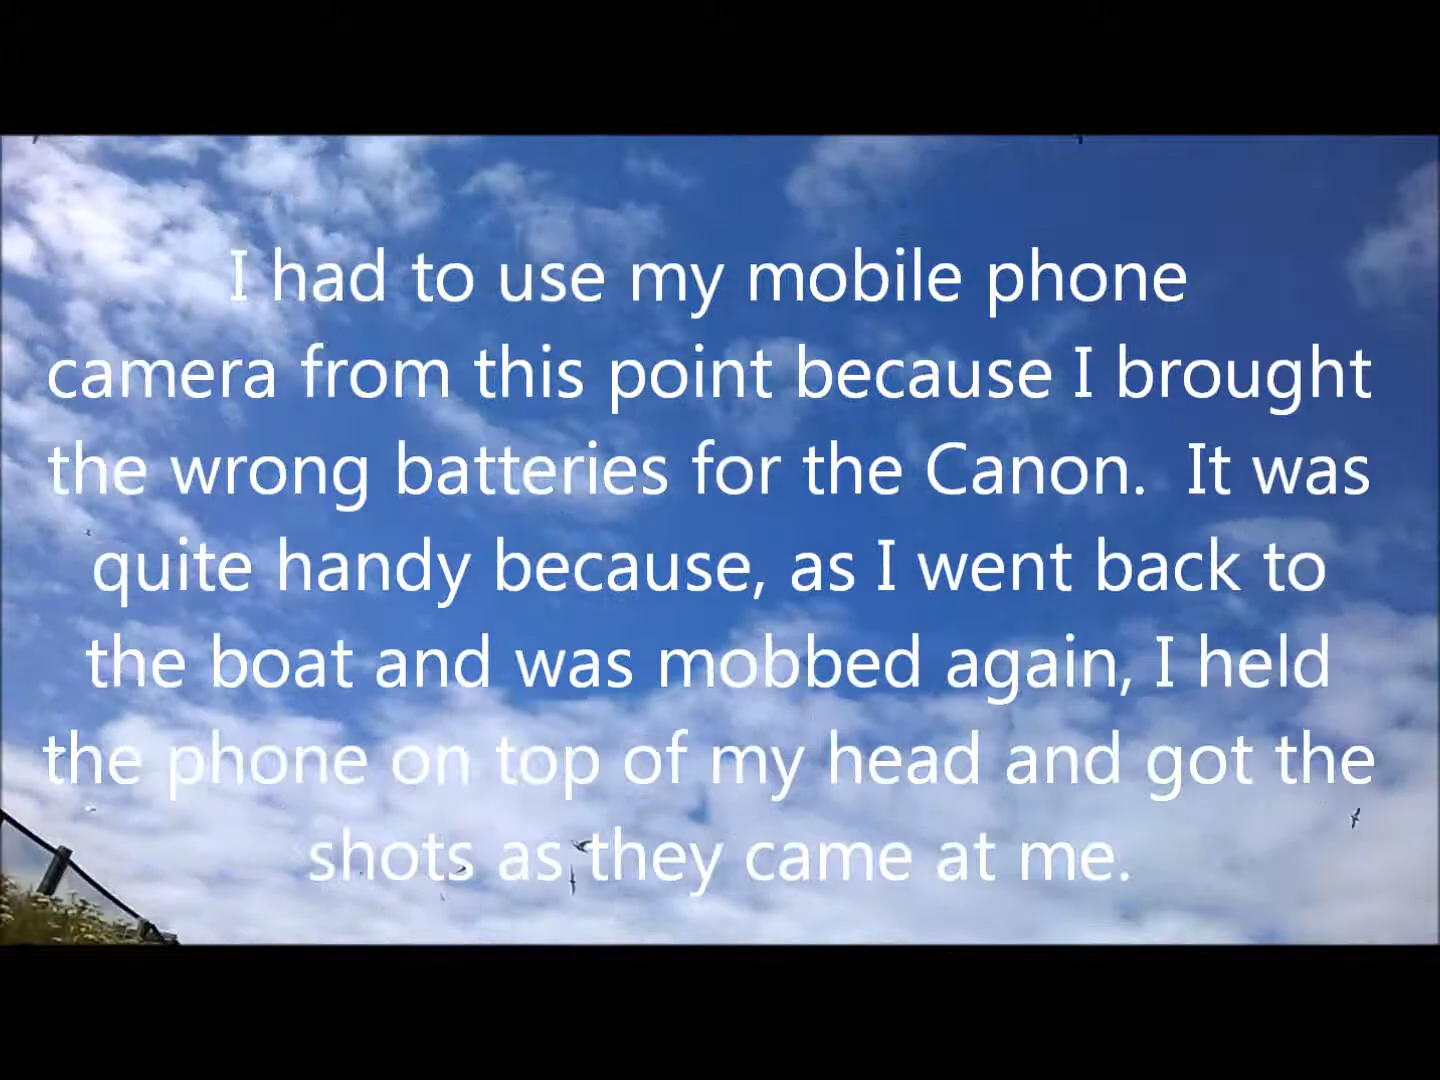 I had to use my mobile phone
camera from this point because I brought
the wrong batteries for the Canon.  It was
quite handy because, as I went back to
the boat and was mobbed again, I held
the phone on top of my head and got the
shots as they came at me.